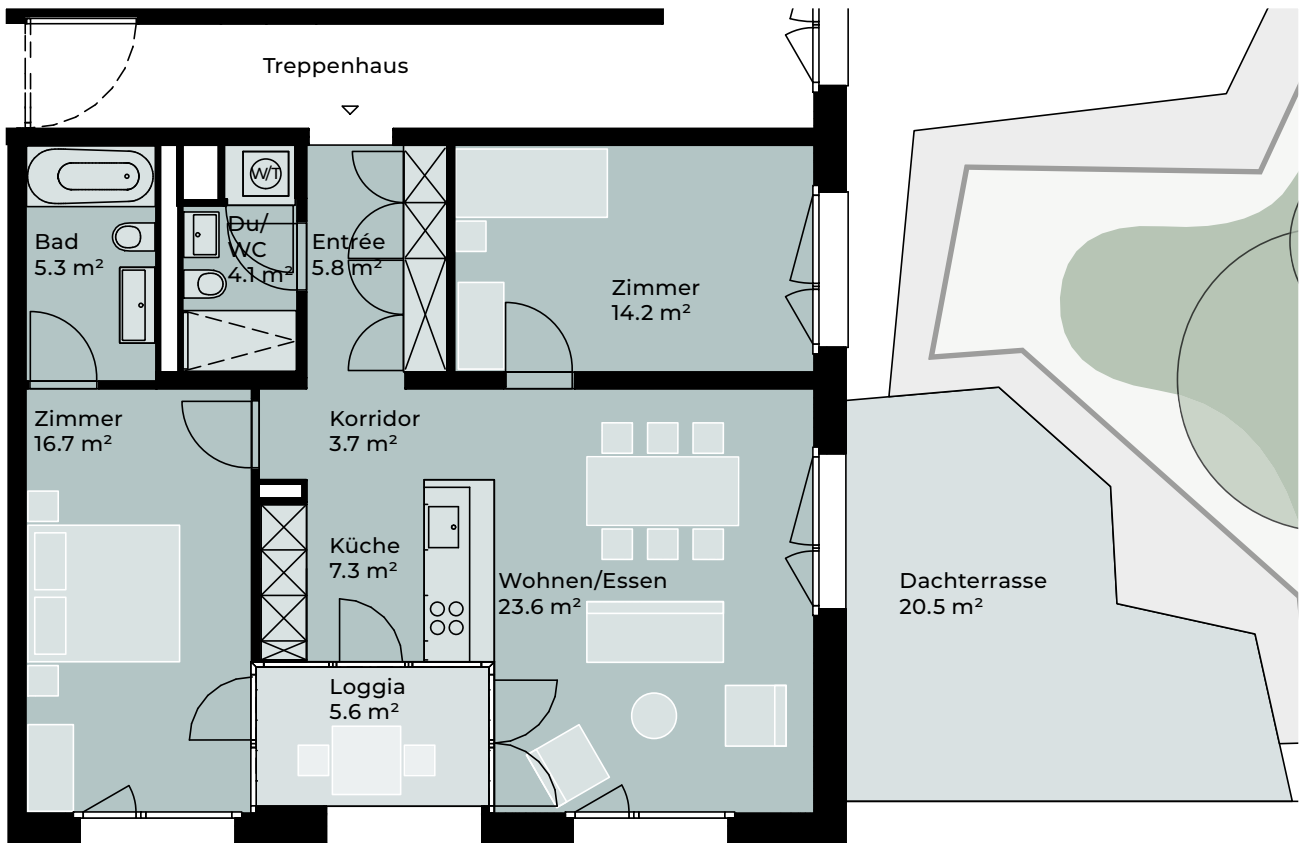 Treppenhaus
W/T
Bad
5.3 m²
Du/
WC
4.1 m²
Entrée
5.8 m²
Zimmer
14.2 m²
Zimmer
16.7 m²
Korridor
3.7 m²
Küche
7.3 m²
Wohnen/Essen
23.6 m²
Dachterrasse
20.5 m²
Loggia
5.6 m²